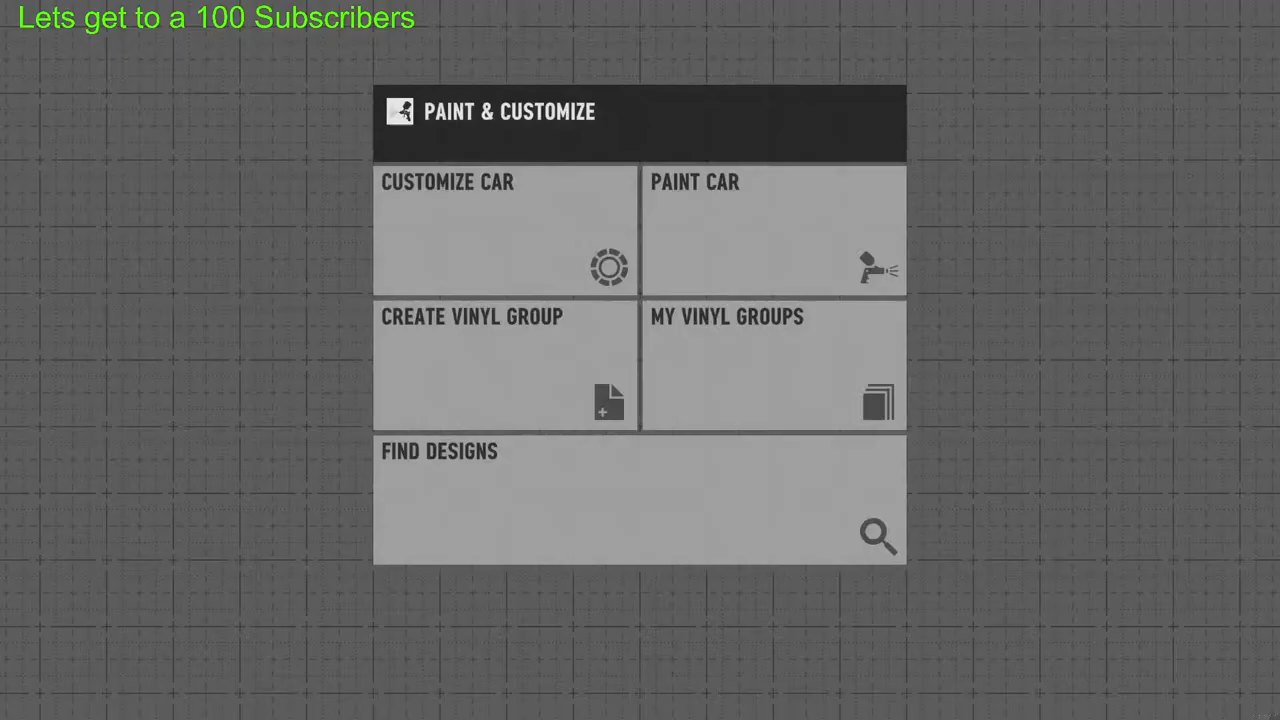 Lets get to a 100 Subscribers
PAINT & CUSTOMIZE
CUSTOMIZE CAR
PAINT CAR
CREATE VINYL GROUP
MY VINYL GROUPS
FIND DESIGNS